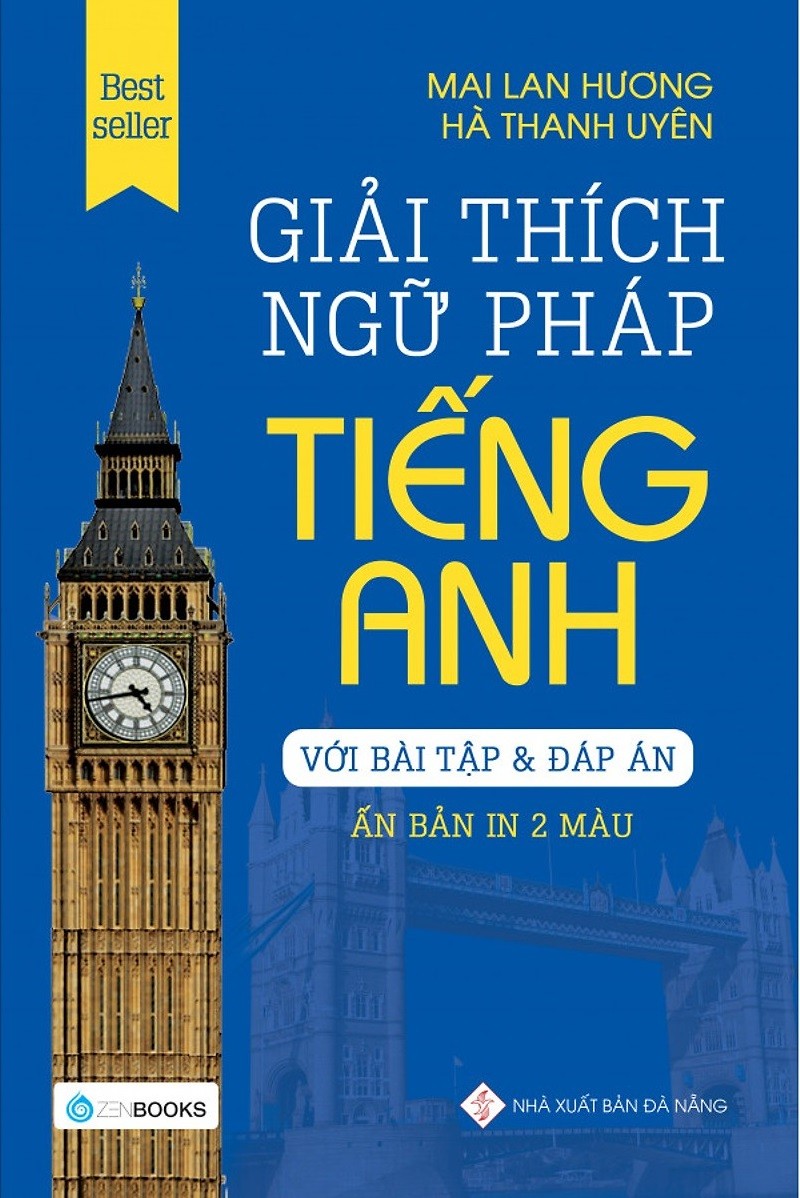 Best
seller
MAI LAN HƯƠNG
HÀ THANH UYÊN
GIẢI THÍCH
NGỮ PHÁP
TIẾNG
ANH
VỚI BÀI TẬP & ĐÁP ÁN
ẤN BẢN IN 2 MÀU
ZENBOOKS
NHÀ XUẤT BẢN ĐÀ NẴNG